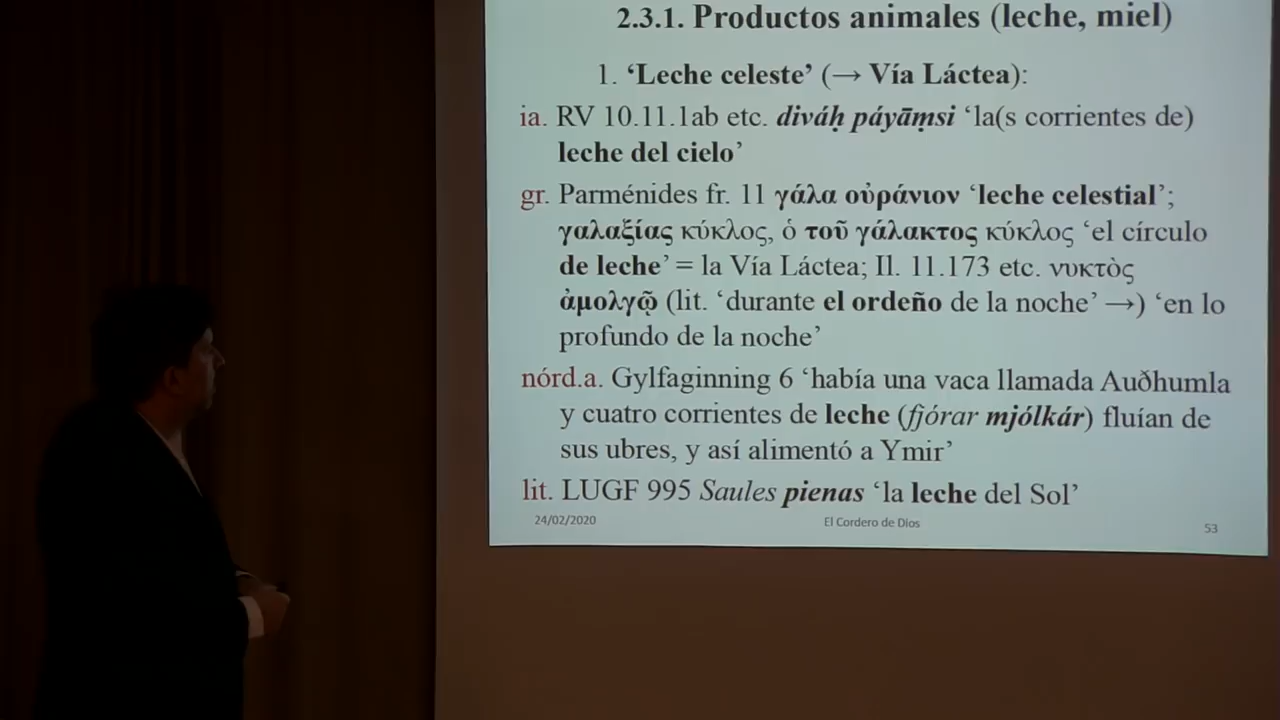 2.3.1. Productos animales (leche, miel)
1. ‘Leche celeste’ (→ Vía Láctea):
ia. RV 10.11.1ab etc. diváḥ páyāṃsi ‘la(s corrientes de)
leche del cielo’
gr. Parménides fr. 11 γάλα οὐράνιον ‘leche celestial’;
γαλαξίας κύκλος, ὁ τοῦ γάλακτος κύκλος ‘el círculo
de leche’ = la Vía Láctea; Il. 11.173 etc. νυκτὸς
ἀμολγῷ (lit. ‘durante el ordeño de la noche’ →) ‘en lo
profundo de la noche’
nórd.a. Gylfaginning 6 ‘había una vaca llamada Auðhumla
y cuatro corrientes de leche (fjórar mjólkár) fluían de
sus ubres, y así alimentó a Ymir’
lit. LUGF 995 Saules pienas ‘la leche del Sol’
24/02/2020 El Cordero de Dios 53